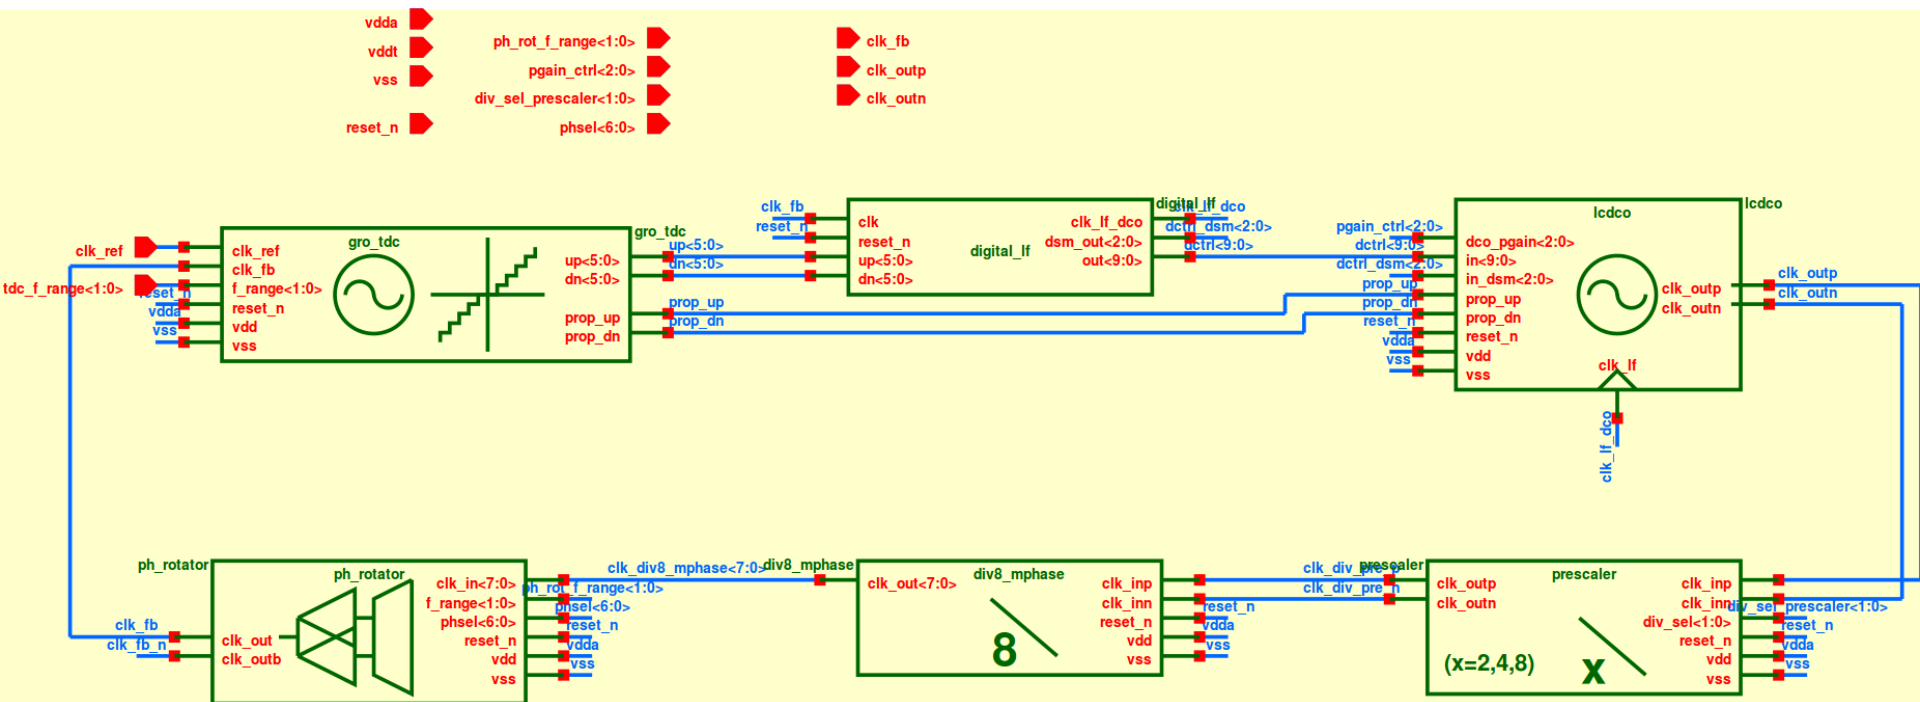 vdda
vddt
vss
reset_n
ph_rot_f_range<1:0>
pgain_ctrl<2:0>
div_sel_prescaler<1:0>
phsel<6:0>
clk_fb
clk_outp
clk_outn
clk_ref
tdc_f_range<1:0>
reset_n
vdda
vss
clk_ref
clk_fb
f_range<1:0>
reset_n
vdd
vss
gro_tdc
up<5:0>
dn<5:0>
prop_up
prop_dn
gro_tdc
up<5:0>
dn<5:0>
prop_up
prop_dn
clk_fb
reset_n
clk
reset_n
up<5:0>
dn<5:0>
digital_lf
clk_lf_dco
dsm_out<2:0>
out<9:0>
digital_lf
clk_lf_dco
dctrl_dsm<2:0>
dctrl<9:0>
pgain_ctrl<2:0>
dctrl<9:0>
dctrl_dsm<2:0>
prop_up
prop_dn
reset_n
vdda
vss
lcdco
dco_pgain<2:0>
in<9:0>
in_dsm<2:0>
prop_up
prop_dn
reset_n
vdd
vss
clk_lf
clk_outp
clk_outn
lcdco
clk_outp
clk_outn
clk_lf_dco
ph_rotator
clk_fb
clk_fb_n
clk_out
clk_outb
ph_rotator
clk_in<7:0>
f_range<1:0>
phsel<6:0>
reset_n
vdd
vss
clk_div8_mphase<7:0>
ph_rot_f_range<1:0>
phsel<6:0>
reset_n
vdda
vss
div8_mphase
clk_out<7:0>
div8_mphase
8
clk_inp
clk_inn
reset_n
vdd
vss
clk_div_pre_p
clk_div_pre_n
reset_n
vdda
vss
prescaler
clk_outp
clk_outn
prescaler
(x=2,4,8)
x
clk_inp
clk_inn
div_sel<1:0>
reset_n
vdd
vss
div_sel_prescaler<1:0>
reset_n
vdda
vss